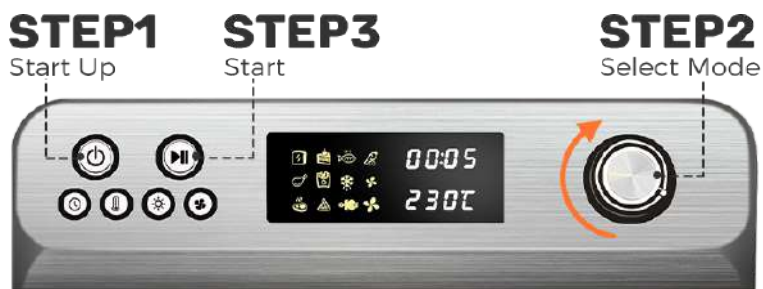 STEP1
Start Up
STEP3
Start
STEP2
Select Mode
00:05
230℃